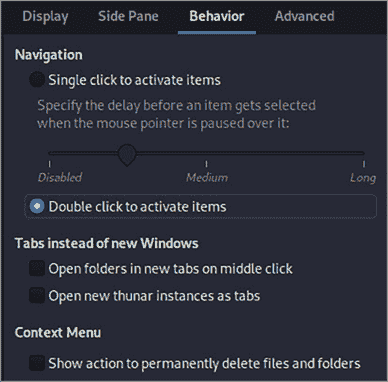 Display Side Pane Behavior Advanced
Navigation
Single click to activate items
Specify the delay before an item gets selected
when the mouse pointer is paused over it:
Disabled Medium Long
Double click to activate items
Tabs instead of new Windows
Open folders in new tabs on middle click
Open new thunar instances as tabs
Context Menu
Show action to permanently delete files and folders